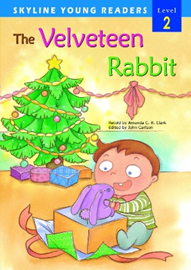 SKYLINE YOUNG READERS Level 2
The Velveteen
Rabbit
Retold by Amanda C. R. Clark
Edited by John Carlson